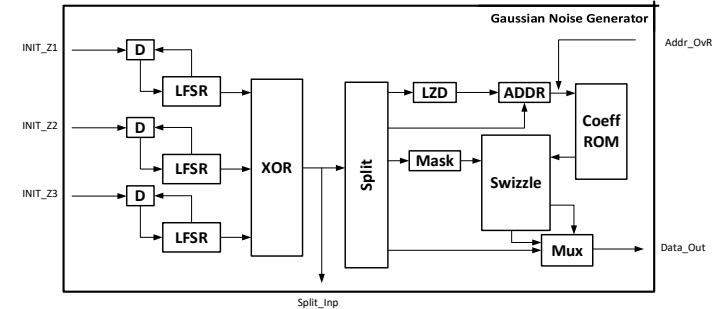 Gaussian Noise Generator
INIT_Z1
D
LFSR
INIT_Z2
D
LFSR
INIT_Z3
D
LFSR
XOR
Split_Inp
Split
LZD
ADDR
Addr_OvR
Coeff
ROM
Mask
Swizzle
Mux
Data_Out